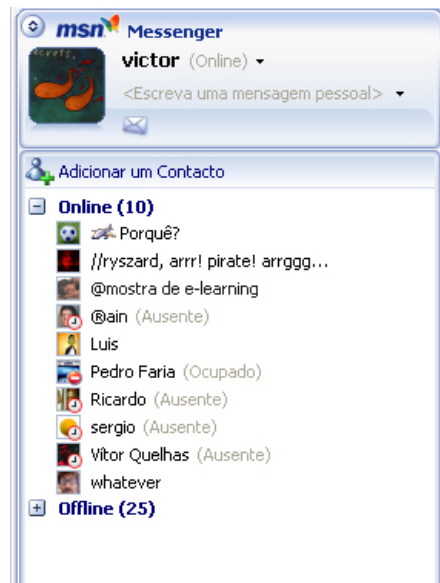 msn Messenger
victor (Online)
<Escreva uma mensagem pessoal>
Adicionar um Contacto
Online (10)
Porquê?
//ryszard, arrr! pirate! arrggg...
@mostra de e-learning
®ain (Ausente)
Luis
Pedro Faria (Ocupado)
Ricardo (Ausente)
sergio (Ausente)
Vítor Quelhas (Ausente)
whatever
Offline (25)